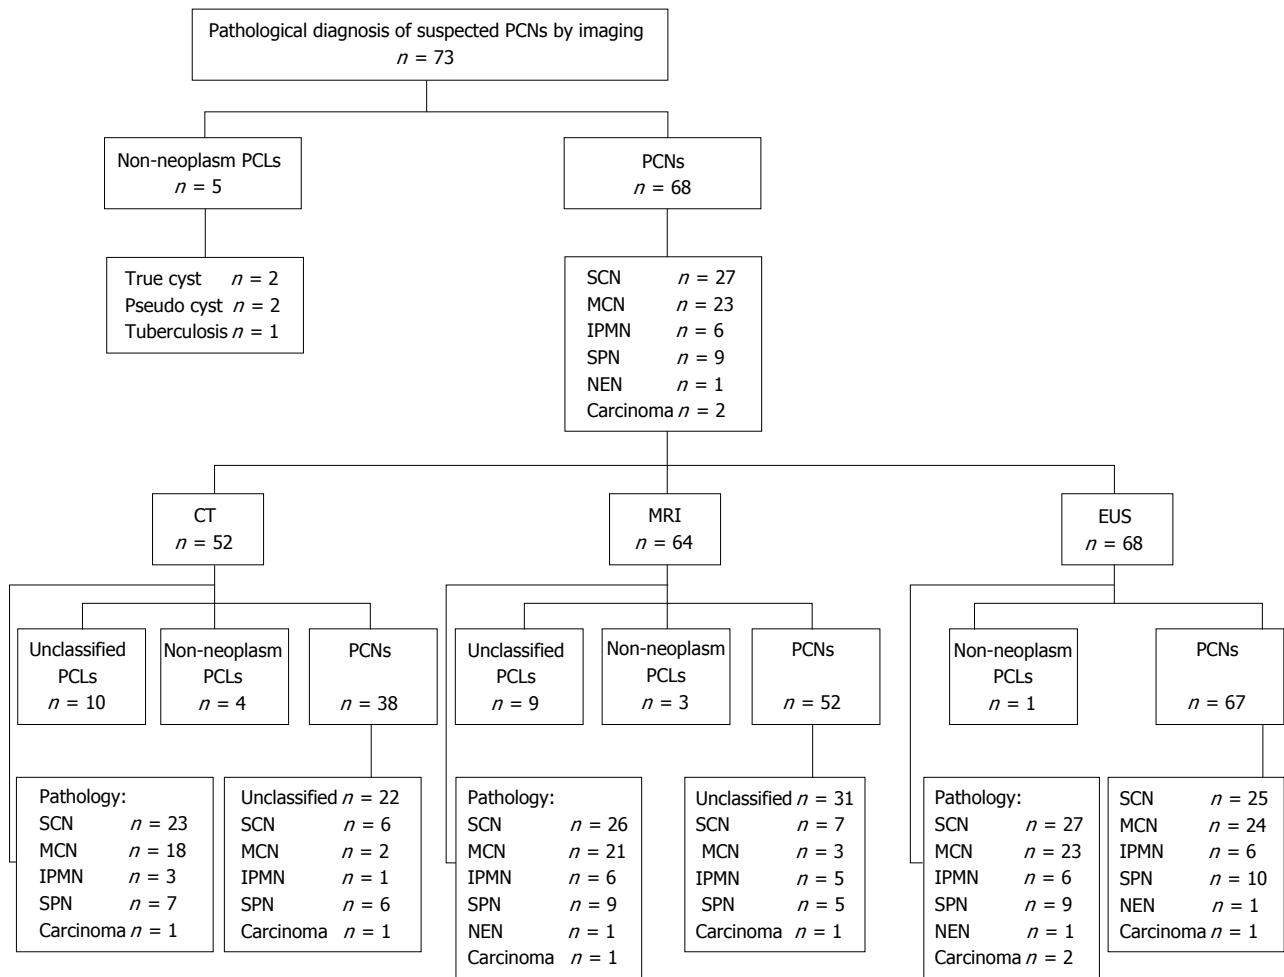 Pathological diagnosis of suspected PCNs by imaging
n = 73
Non-neoplasm PCLs
n = 5
PCNs
n = 68
True cyst n = 2
Pseudo cyst n = 2
Tuberculosis n = 1
SCN n = 27
MCN n = 23
IPMN n = 6
SPN n = 9
NEN n = 1
Carcinoma n = 2
CT
n = 52
MRI
n = 64
EUS
n = 68
Unclassified
PCLs
n = 10
Non-neoplasm
PCLs
n = 4
PCNs
n = 38
Unclassified
PCLs
n = 9
Non-neoplasm
PCLs
n = 3
PCNs
n = 52
Non-neoplasm
PCLs
n = 1
PCNs
n = 67
Pathology:
SCN n = 23
MCN n = 18
IPMN n = 3
SPN n = 7
Carcinoma n = 1
Unclassified n = 22
SCN n = 6
MCN n = 2
IPMN n = 1
SPN n = 6
Carcinoma n = 1
Pathology:
SCN n = 26
MCN n = 21
IPMN n = 6
SPN n = 9
NEN n = 1
Carcinoma n = 1
Unclassified n = 31
SCN n = 7
MCN n = 3
IPMN n = 5
SPN n = 5
Carcinoma n = 1
Pathology:
SCN n = 27
MCN n = 23
IPMN n = 6
SPN n = 9
NEN n = 1
Carcinoma n = 2
SCN n = 25
MCN n = 24
IPMN n = 6
SPN n = 10
NEN n = 1
Carcinoma n = 1